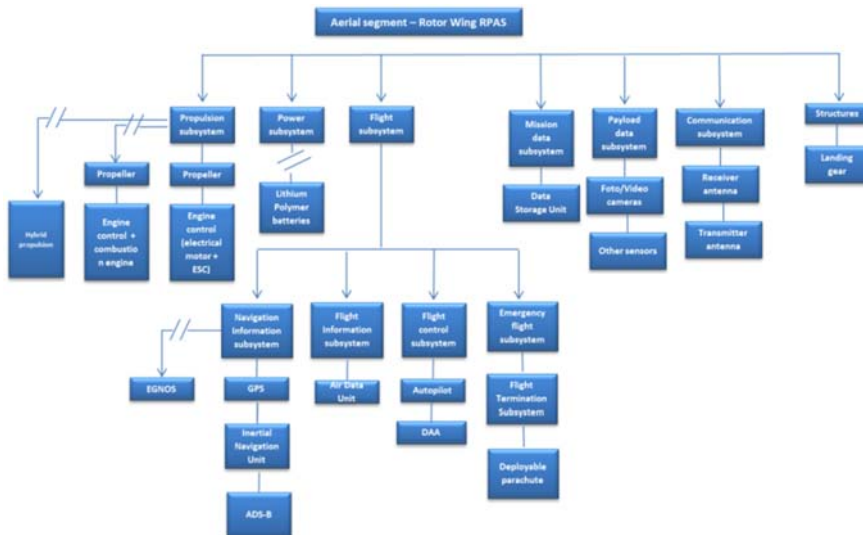 Aerial segment – Rotor Wing RPAS
Propulsion
subsystem
Power
subsystem
Flight
subsystem
Mission
data
subsystem
Payload
data
subsystem
Communication
subsystem
Structures
Propeller
Propeller
Lithium
Polymer
batteries
Data
Storage Unit
Foto/Video
cameras
Receiver
antenna
Landing
gear
Hybrid propulsion
Engine
control +
combustio
n engine
Engine
control
(electrical
motor +
ESC)
Other sensors
Transmitter
antenna
Navigation
Information
subsystem
Flight
Information
subsystem
Flight
control
subsystem
Emergency
flight
subsystem
EGNOS
GPS
Air Data
Unit
Autopilot
Flight
Termination
Subsystem
Inertial
Navigation
Unit
DAA
Deployable
parachute
ADS-B